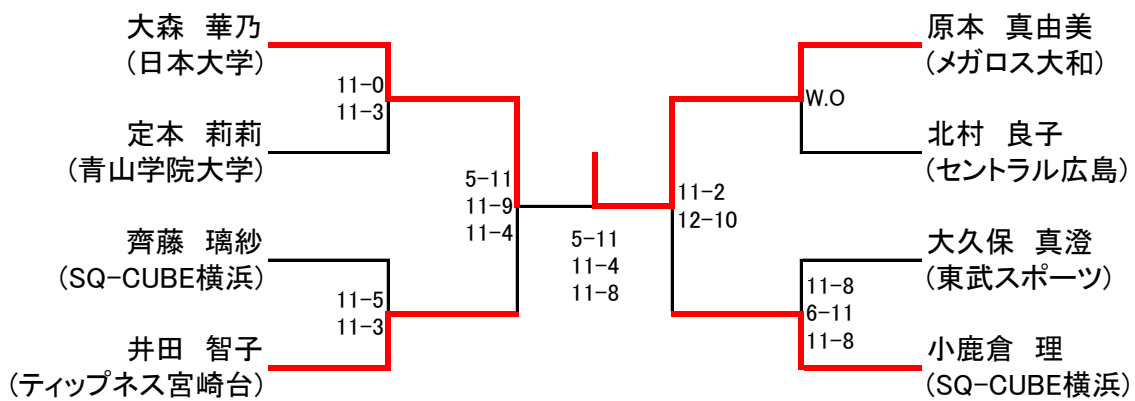 大森　華乃
(日本大学)
11-0
11-3
定本　莉莉
(青山学院大学)
5-11
11-9
11-4
齊藤　璃紗
(SQ-CUBE横浜)
11-5
11-3
井田　智子
(ティップネス宮崎台)
5-11
11-4
11-8
原本　真由美
(メガロス大和)
W.O
北村　良子
(セントラル広島)
11-2
12-10
大久保　真澄
(東武スポーツ)
11-8
6-11
11-8
小鹿倉　理
(SQ-CUBE横浜)